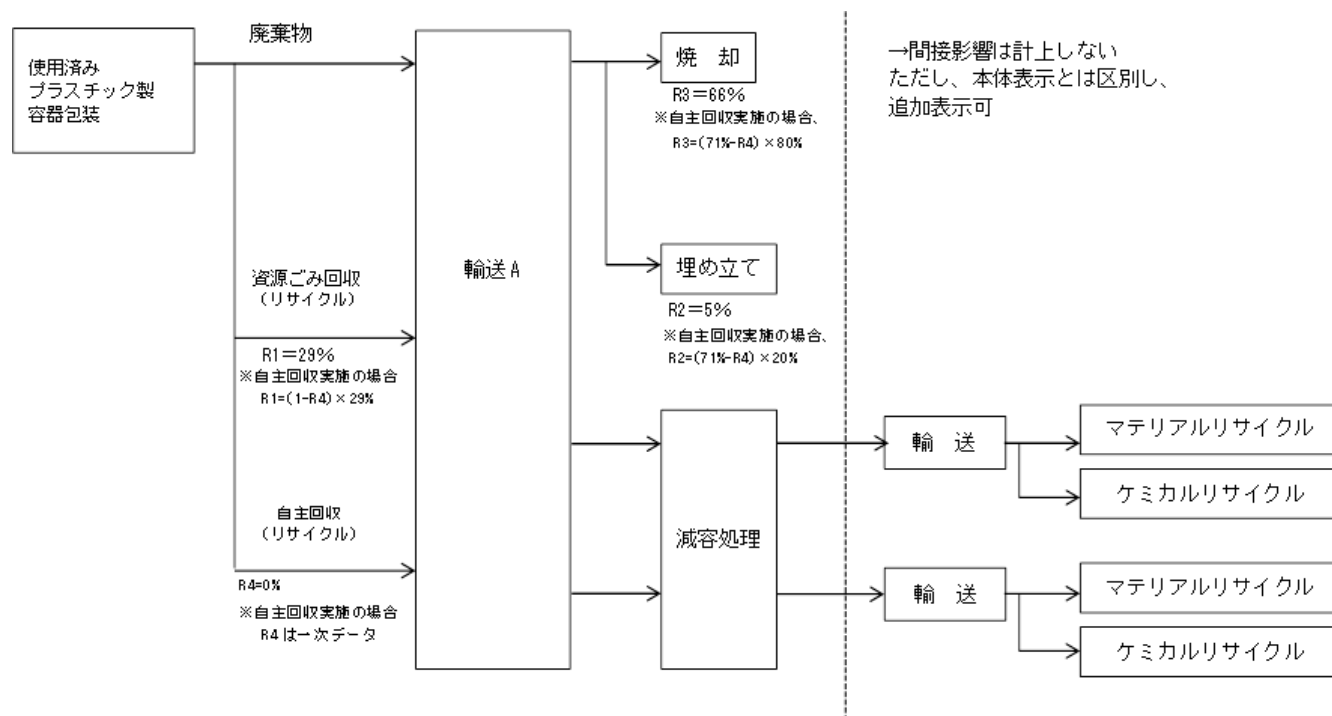 使用済み
プラスチック製
容器包装
廃棄物
資源ごみ回収
(リサイクル)
R1=29%
※自主回収実施の場合
R1=(1-R4)×29%
自主回収
(リサイクル)
R4=0%
※自主回収実施の場合
R4は一次データ
輸送A
焼 却
R3=66%
※自主回収実施の場合、
R3=(71%-R4)×80%
埋め立て
R2=5%
※自主回収実施の場合、
R2=(71%-R4)×20%
減容処理
→間接影響は計上しない
ただし、本体表示とは区別し、
追加表示可
輸 送
マテリアルリサイクル
ケミカルリサイクル
輸 送
マテリアルリサイクル
ケミカルリサイクル